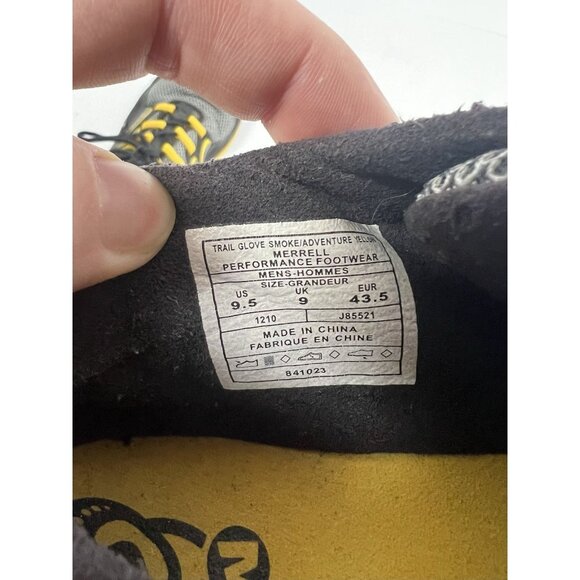 TRAIL GLOVE SMOKE/ADVENTURE YELLOW
MERRELL
PERFORMANCE FOOTWEAR
MENS-HOMMES
SIZE-GRANDEUR
US UK EUR
9.5 9 43.5
1210 J85521
MADE IN CHINA
FABRIQUE EN CHINE
841023
M